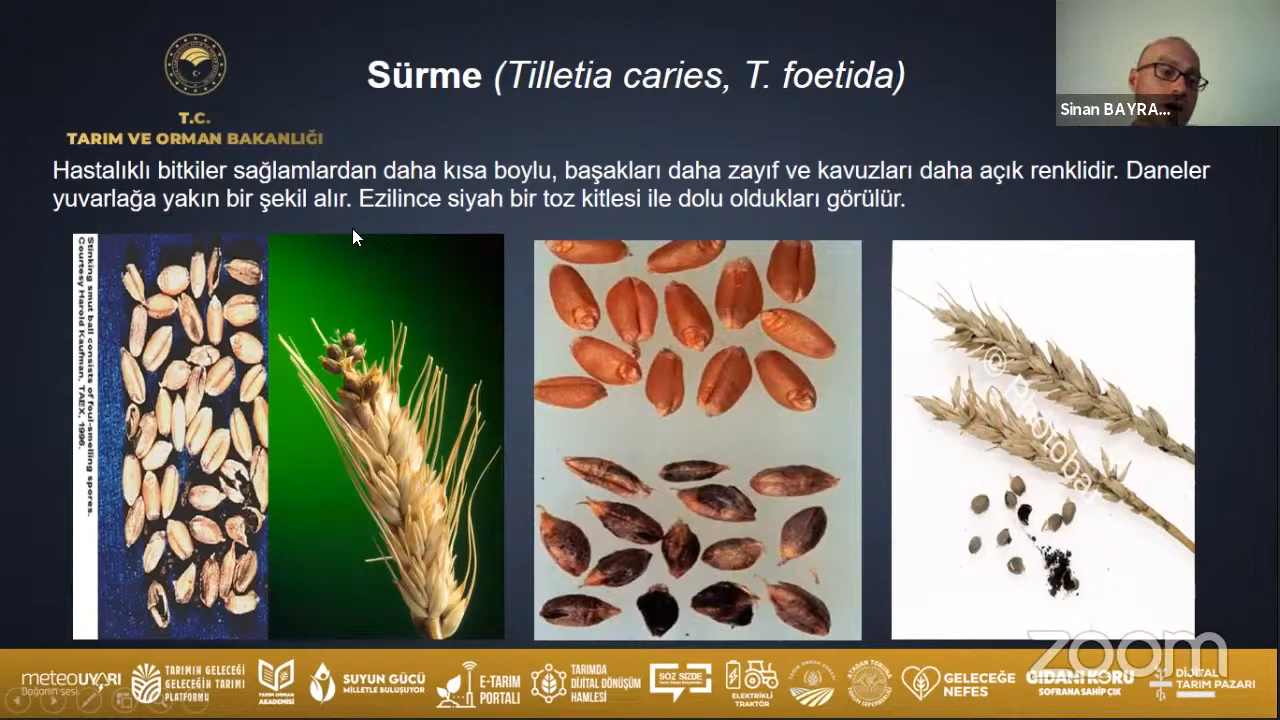 Sürme (Tilletia caries, T. foetida)
T.C.
TARIM VE ORMAN BAKANLIĞI
Sinan BAYRA...
Hastalıklı bitkiler sağlamlardan daha kısa boylu, başakları daha zayıf ve kavuzları daha açık renklidir. Daneler
yuvarlağa yakın bir şekil alır. Ezilince siyah bir toz kitlesi ile dolu oldukları görülür.
Stinking smut ball consists of foul-smelling spores.
Courtesy Harold Kaufman, TAEX, 1996.
© Photoba
zoom
meteoUYARI
Doğanın sesi
TARIMIN GELECEĞİ
GELECEĞİN TARIMI
PLATFORMU
TARIM ORMAN
AKADEMİSİ
SUYUN GÜCÜ
MİLLETLE BULUŞUYOR
E-TARIM
PORTALI
TARIMDA
DİJİTAL DÖNÜŞÜM
HAMLESİ
SÖZ SİZDE
ELEKTRİKLİ
TRAKTÖR
GELECEĞE
NEFES
GIDANI KORU
SOFRANA SAHİP ÇIK
DİJİTAL
TARIM PAZARI